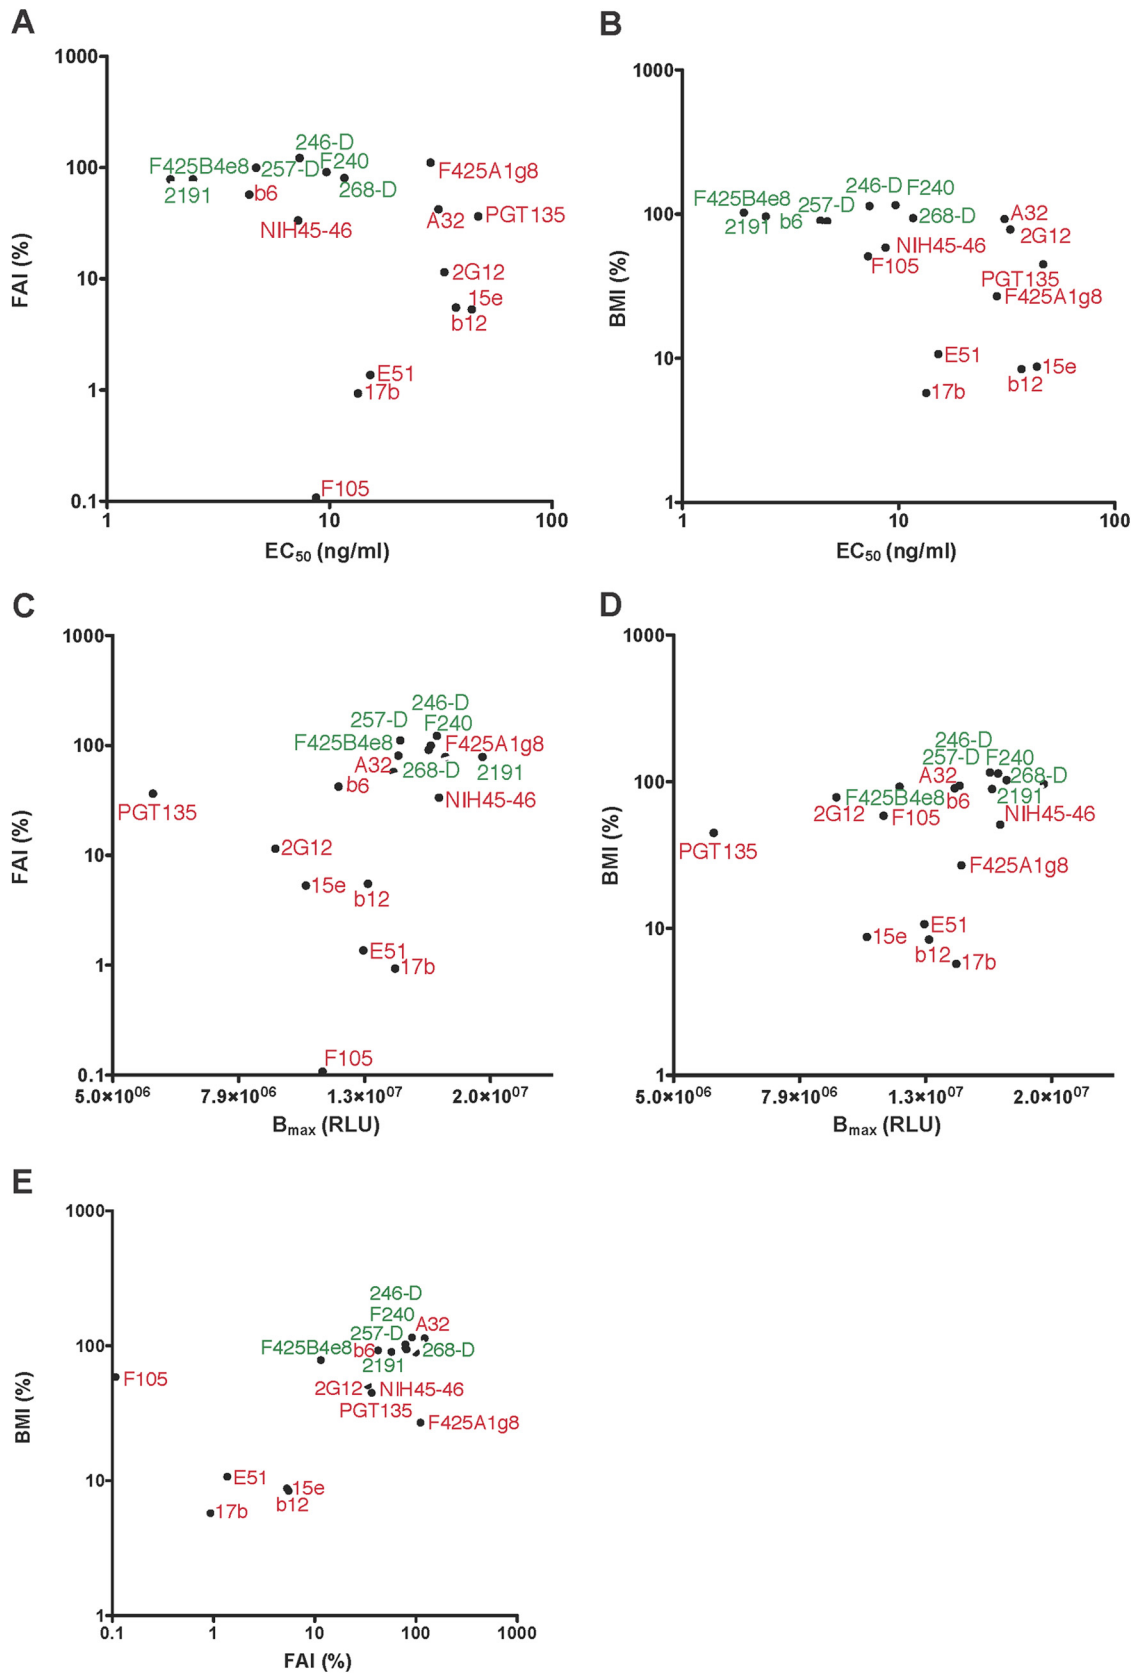 A
1000
100
10
1
0.1
FAI (%)
246-D
F425B4e8
257-D
F240
2191
b6
268-D
NIH45-46
F425A1g8
A32
PGT135
2G12
15e
b12
E51
17b
F105
1
10
100
EC50 (ng/ml)
B
1000
100
10
1
BMI (%)
F425B4e8
246-D
F240
2191
b6
257-D
268-D
A32
2G12
NIH45-46
F105
PGT135
F425A1g8
E51
15e
b12
17b
1
10
100
EC50 (ng/ml)
C
1000
100
10
1
0.1
FAI (%)
246-D
257-D
F240
F425B4e8
F425A1g8
A32
268-D
2191
b6
NIH45-46
PGT135
2G12
15e
b12
E51
17b
F105
5.0×10^06
7.9×10^06
1.3×10^07
2.0×10^07
Bmax (RLU)
D
1000
100
10
1
BMI (%)
246-D
257-D
F240
A32
268-D
F425B4e8
b6
2191
2G12
F105
NIH45-46
PGT135
F425A1g8
15e
E51
b12
17b
5.0×10^06
7.9×10^06
1.3×10^07
2.0×10^07
Bmax (RLU)
E
1000
100
10
1
BMI (%)
246-D
F240
A32
257-D
F425B4e8
b6
268-D
2191
F105
2G12
NIH45-46
PGT135
F425A1g8
E51
15e
b12
17b
0.1
1
10
100
1000
FAI (%)